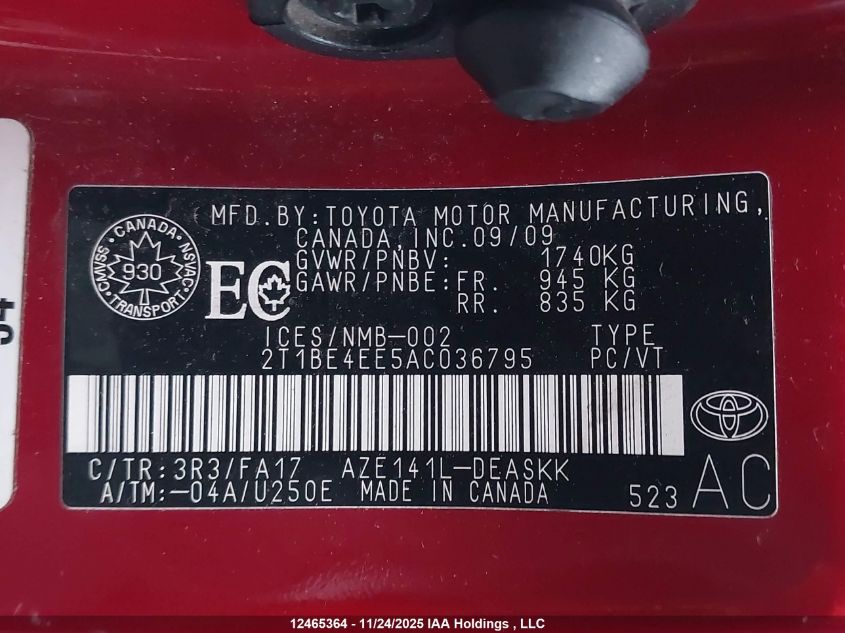 MFD.BY:TOYOTA MOTOR MANUFACTURING,
CANADA,INC.09/09
GVWR/PNBV: 1740KG
GAWR/PNBE:FR. 945 KG
RR. 835 KG
CANADA
CMVSS 930 NSVAC
TRANSPORT
EC
ICES/NMB-002 TYPE
2T1BE4EE5AC036795 PC/VT
C/TR:3R3/FA17 AZE141L-DEASKK
A/TM:-04A/U250E MADE IN CANADA 523 AC
12465364 - 11/24/2025 IAA Holdings , LLC